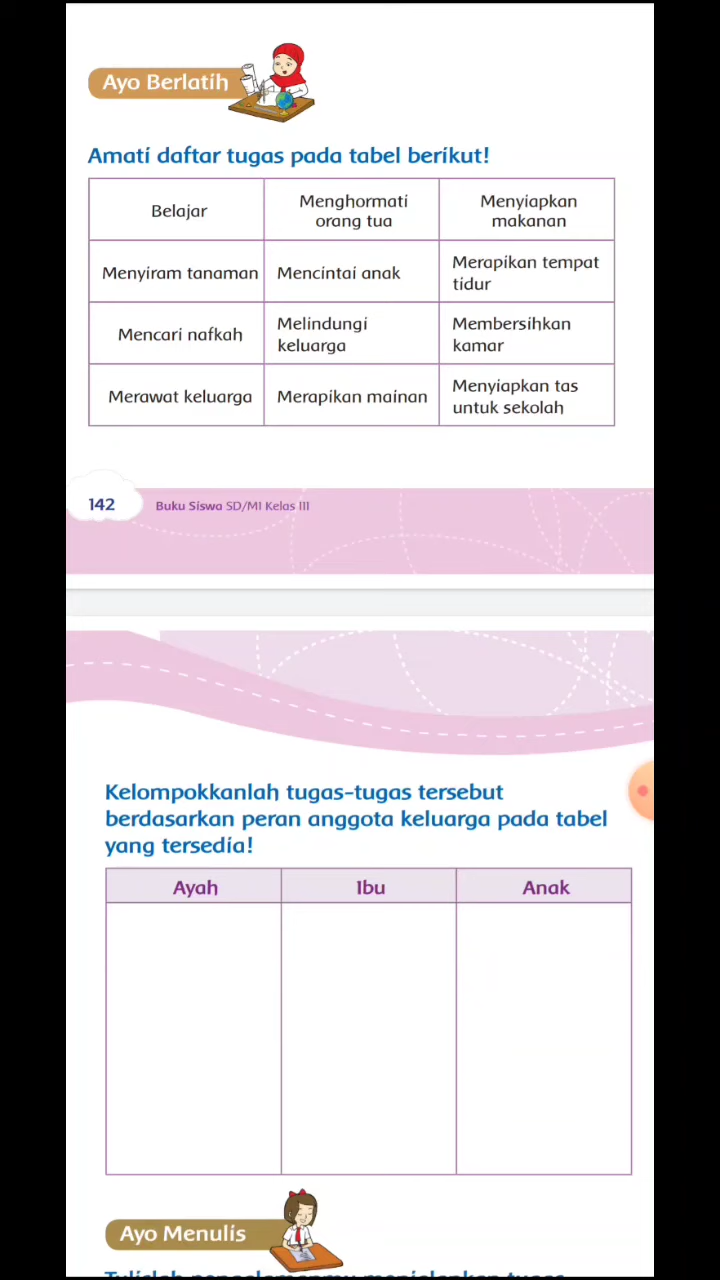 Ayo Berlatih
Amati daftar tugas pada tabel berikut!
Belajar
Menghormati
orang tua
Menyiapkan
makanan
Menyiram tanaman
Mencintai anak
Merapikan tempat
tidur
Mencari nafkah
Melindungi
keluarga
Membersihkan
kamar
Merawat keluarga
Merapikan mainan
Menyiapkan tas
untuk sekolah
142
Buku Siswa SD/MI Kelas III
Kelompokkanlah tugas-tugas tersebut
berdasarkan peran anggota keluarga pada tabel
yang tersedia!
Ayah
Ibu
Anak
Ayo Menulis